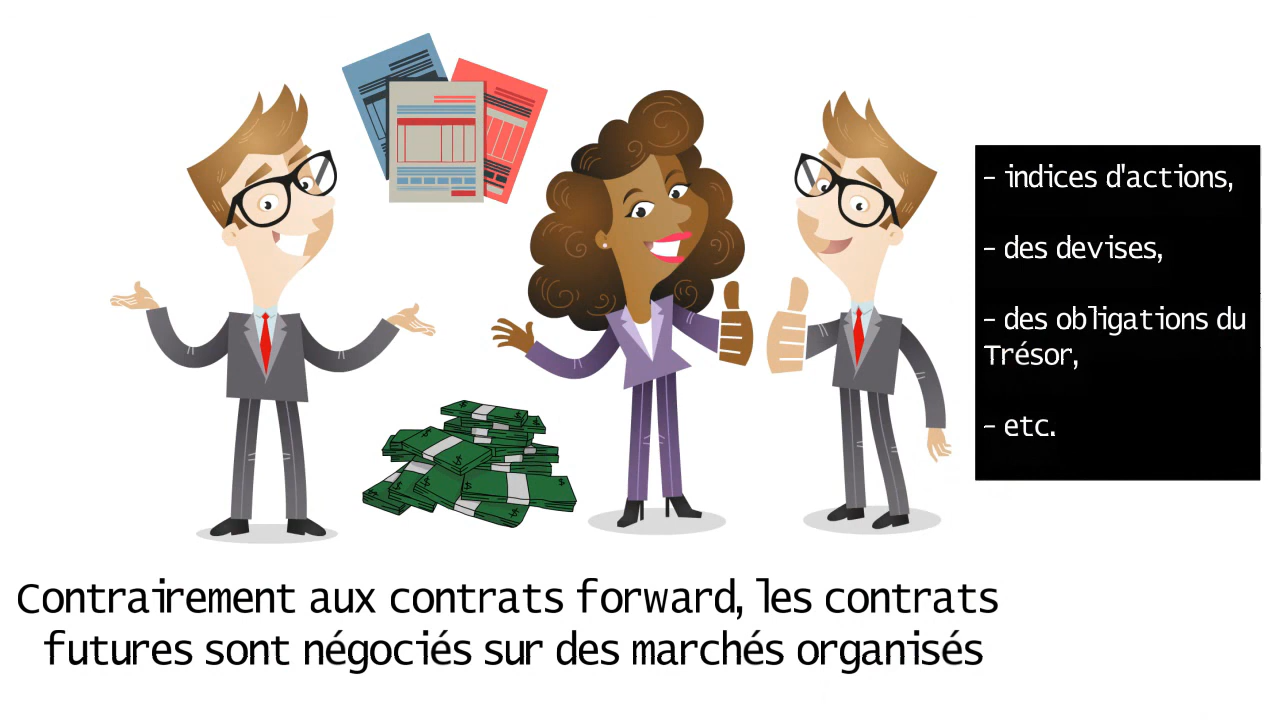 - indices d'actions,
- des devises,
- des obligations du
Trésor,
- etc.
Contrairement aux contrats forward, les contrats
futures sont négociés sur des marchés organisés